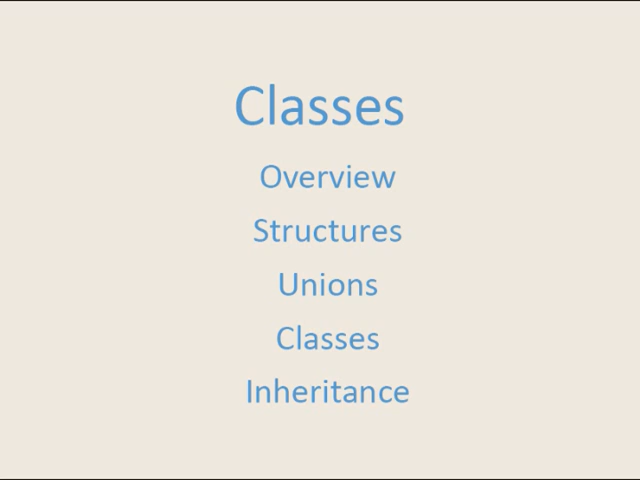 Classes
Overview
Structures
Unions
Classes
Inheritance